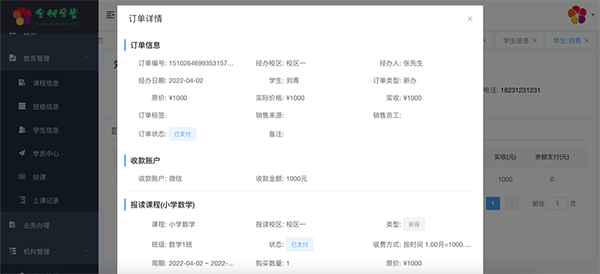 订单详情
订单信息
订单编号: 1510264699353157... 经办校区: 校区一 经办人: 张先生
经办日期: 2022-04-02 学生: 刘青 订单类型: 新办
原价: ¥1000 实际价格: ¥1000 实收: ¥1000
订单标签: 销售来源: 销售员工:
订单状态: 已支付 备注:
收款账户
收款账户: 微信 收款金额: 1000元
报读课程(小学数学)
课程: 小学数学 报读校区: 校区一 类型: 新报
班级: 数学1班 状态: 已支付 收费方式: 按时间 1.00月=1000....
周期: 2022-04-02 ~ 2022-... 购买数量: 1 原价: ¥1000
教务管理
课程信息
班级信息
学生信息
学员中心
排课
上课记录
业务办理
机构管理
学生信息 学生:刘青
电话: 18231231231
实收(元) 余额支付(元)
1000 0
1 前往 1 页